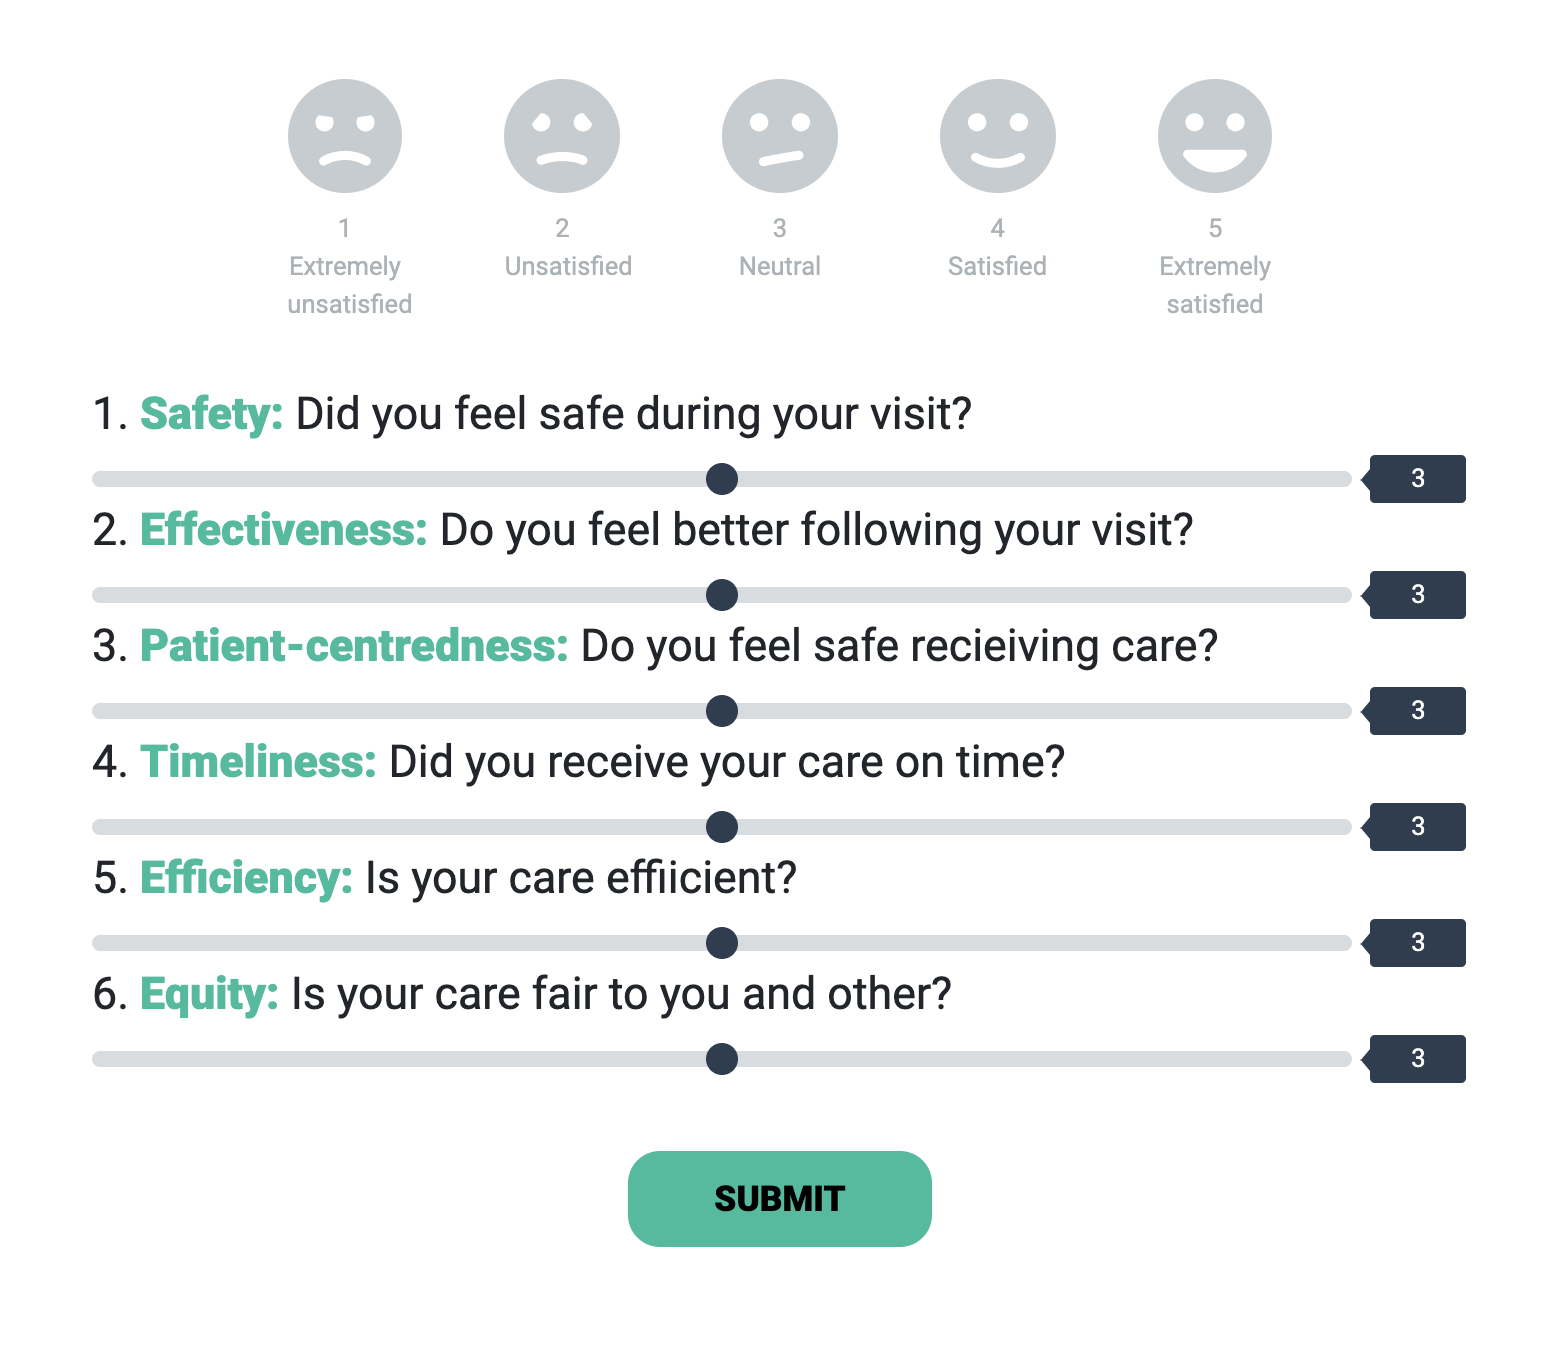 1 2 3 4 5
Extremely Unsatisfied Neutral Satisfied Extremely
unsatisfied satisfied
1. Safety: Did you feel safe during your visit?
3
2. Effectiveness: Do you feel better following your visit?
3
3. Patient-centredness: Do you feel safe recieiving care?
3
4. Timeliness: Did you receive your care on time?
3
5. Efficiency: Is your care effiicient?
3
6. Equity: Is your care fair to you and other?
3
SUBMIT